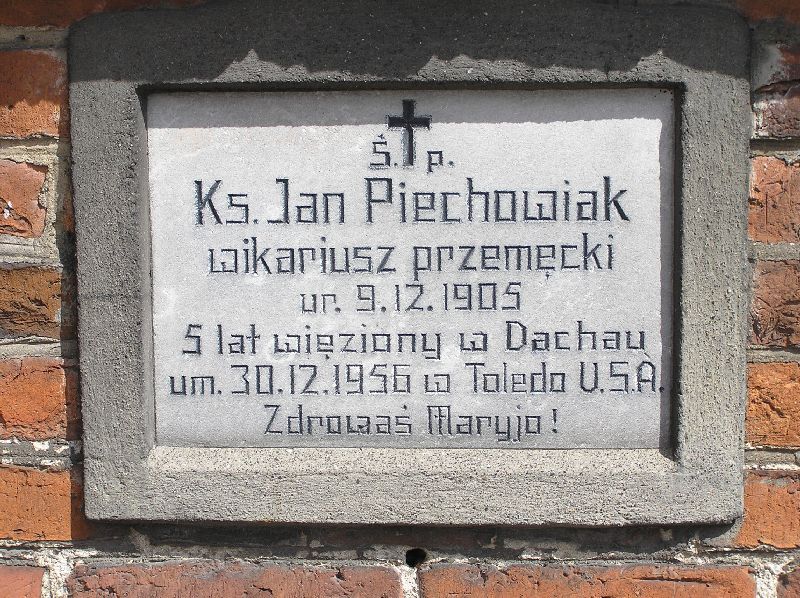 Ś. p.
Ks. Jan Piechowiak
wikariusz przemęcki
ur. 9.12.1905
5 lat więziony w Dachau
um. 30.12.1956 w Toledo U.S.A.
Zdrowaś Maryjo!